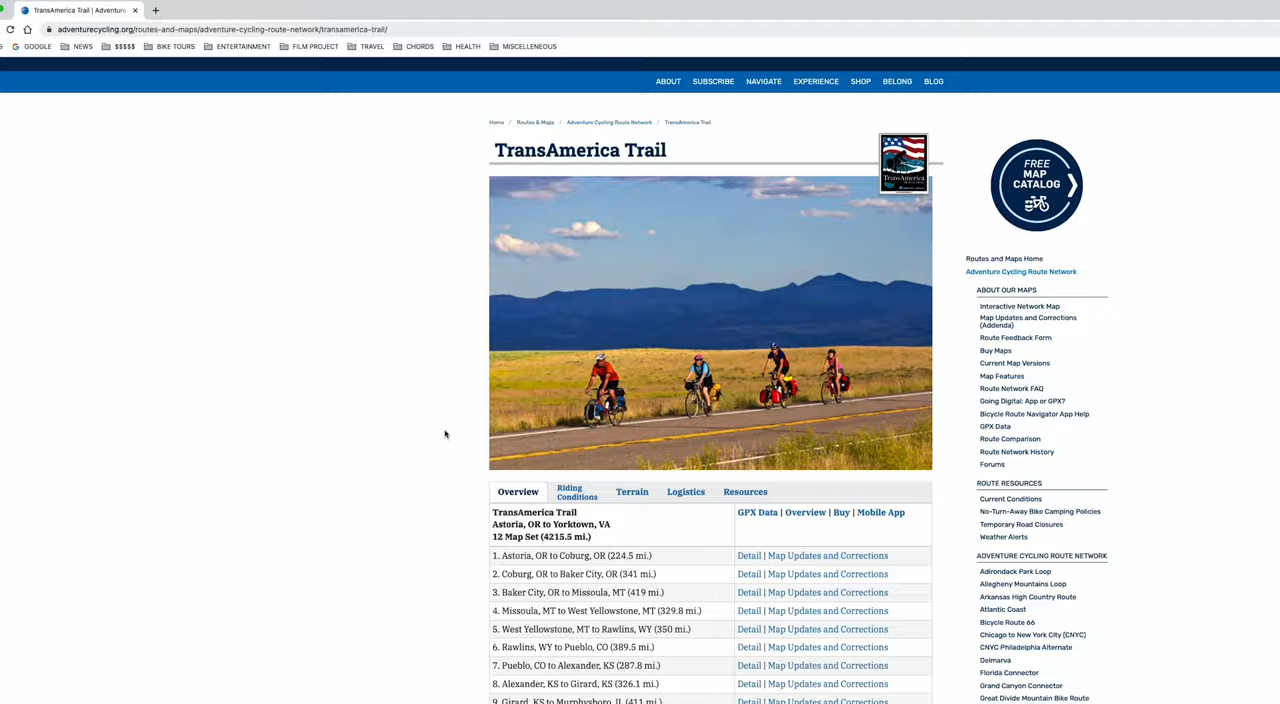 TransAmerica Trail | Adventure
adventurecycling.org/routes-and-maps/adventure-cycling-route-network/transamerica-trail/
S GOOGLE NEWS $$$$$ BIKE TOURS ENTERTAINMENT FILM PROJECT TRAVEL CHORDS HEALTH MISCELLENEOUS
ABOUT SUBSCRIBE NAVIGATE EXPERIENCE SHOP BELONG BLOG
Home / Routes & Maps / Adventure Cycling Route Network / TransAmerica Trail
TransAmerica Trail
TransAmerica
FREE
MAP
CATALOG
Overview Riding Conditions Terrain Logistics Resources
TransAmerica Trail
Astoria, OR to Yorktown, VA
12 Map Set (4215.5 mi.)
GPX Data | Overview | Buy | Mobile App
1. Astoria, OR to Coburg, OR (224.5 mi.) Detail | Map Updates and Corrections
2. Coburg, OR to Baker City, OR (341 mi.) Detail | Map Updates and Corrections
3. Baker City, OR to Missoula, MT (419 mi.) Detail | Map Updates and Corrections
4. Missoula, MT to West Yellowstone, MT (329.8 mi.) Detail | Map Updates and Corrections
5. West Yellowstone, MT to Rawlins, WY (350 mi.) Detail | Map Updates and Corrections
6. Rawlins, WY to Pueblo, CO (389.5 mi.) Detail | Map Updates and Corrections
7. Pueblo, CO to Alexander, KS (287.8 mi.) Detail | Map Updates and Corrections
8. Alexander, KS to Girard, KS (326.1 mi.) Detail | Map Updates and Corrections
9. Girard, KS to Murphysboro, IL (411 mi.) Detail | Map Updates and Corrections
Routes and Maps Home
Adventure Cycling Route Network
ABOUT OUR MAPS
Interactive Network Map
Map Updates and Corrections
(Addenda)
Route Feedback Form
Buy Maps
Current Map Versions
Map Features
Route Network FAQ
Going Digital: App or GPX?
Bicycle Route Navigator App Help
GPX Data
Route Comparison
Route Network History
Forums
ROUTE RESOURCES
Current Conditions
No-Turn-Away Bike Camping Policies
Temporary Road Closures
Weather Alerts
ADVENTURE CYCLING ROUTE NETWORK
Adirondack Park Loop
Allegheny Mountains Loop
Arkansas High Country Route
Atlantic Coast
Bicycle Route 66
Chicago to New York City (CNYC)
CNYC Philadelphia Alternate
Delmarva
Florida Connector
Grand Canyon Connector
Great Divide Mountain Bike Route